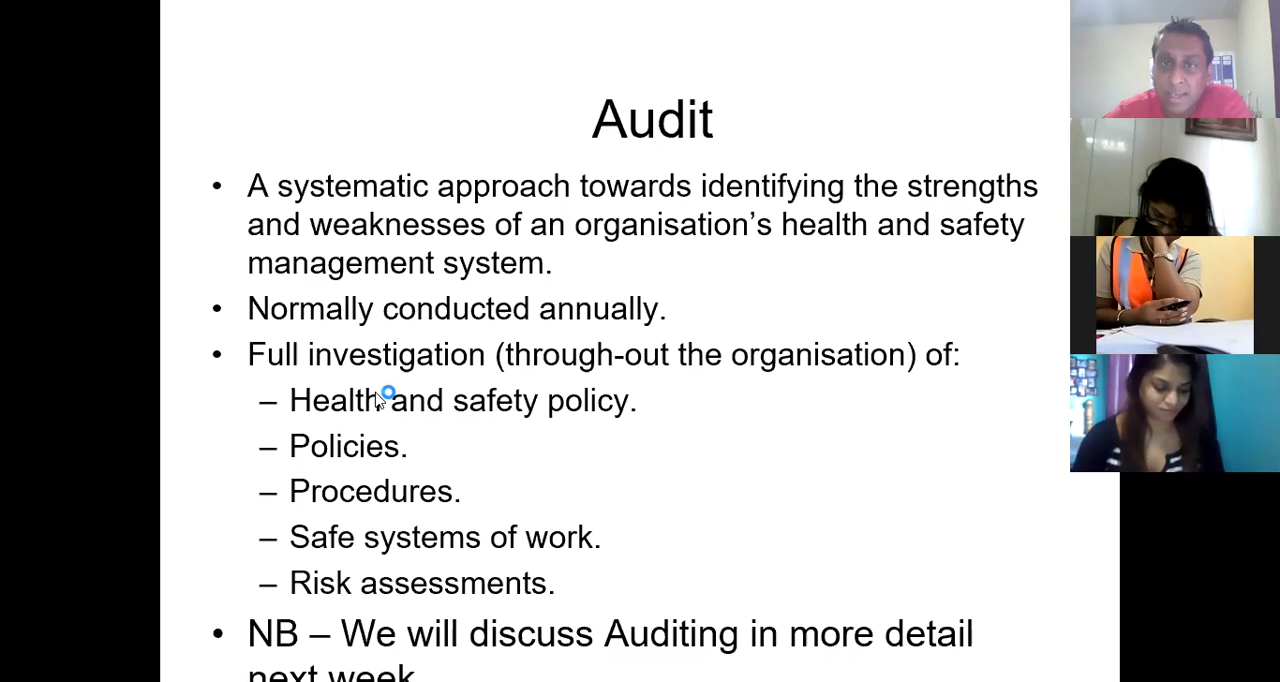 Audit
• A systematic approach towards identifying the strengths
and weaknesses of an organisation’s health and safety
management system.
• Normally conducted annually.
• Full investigation (through-out the organisation) of:
– Health and safety policy.
– Policies.
– Procedures.
– Safe systems of work.
– Risk assessments.
• NB – We will discuss Auditing in more detail
next week